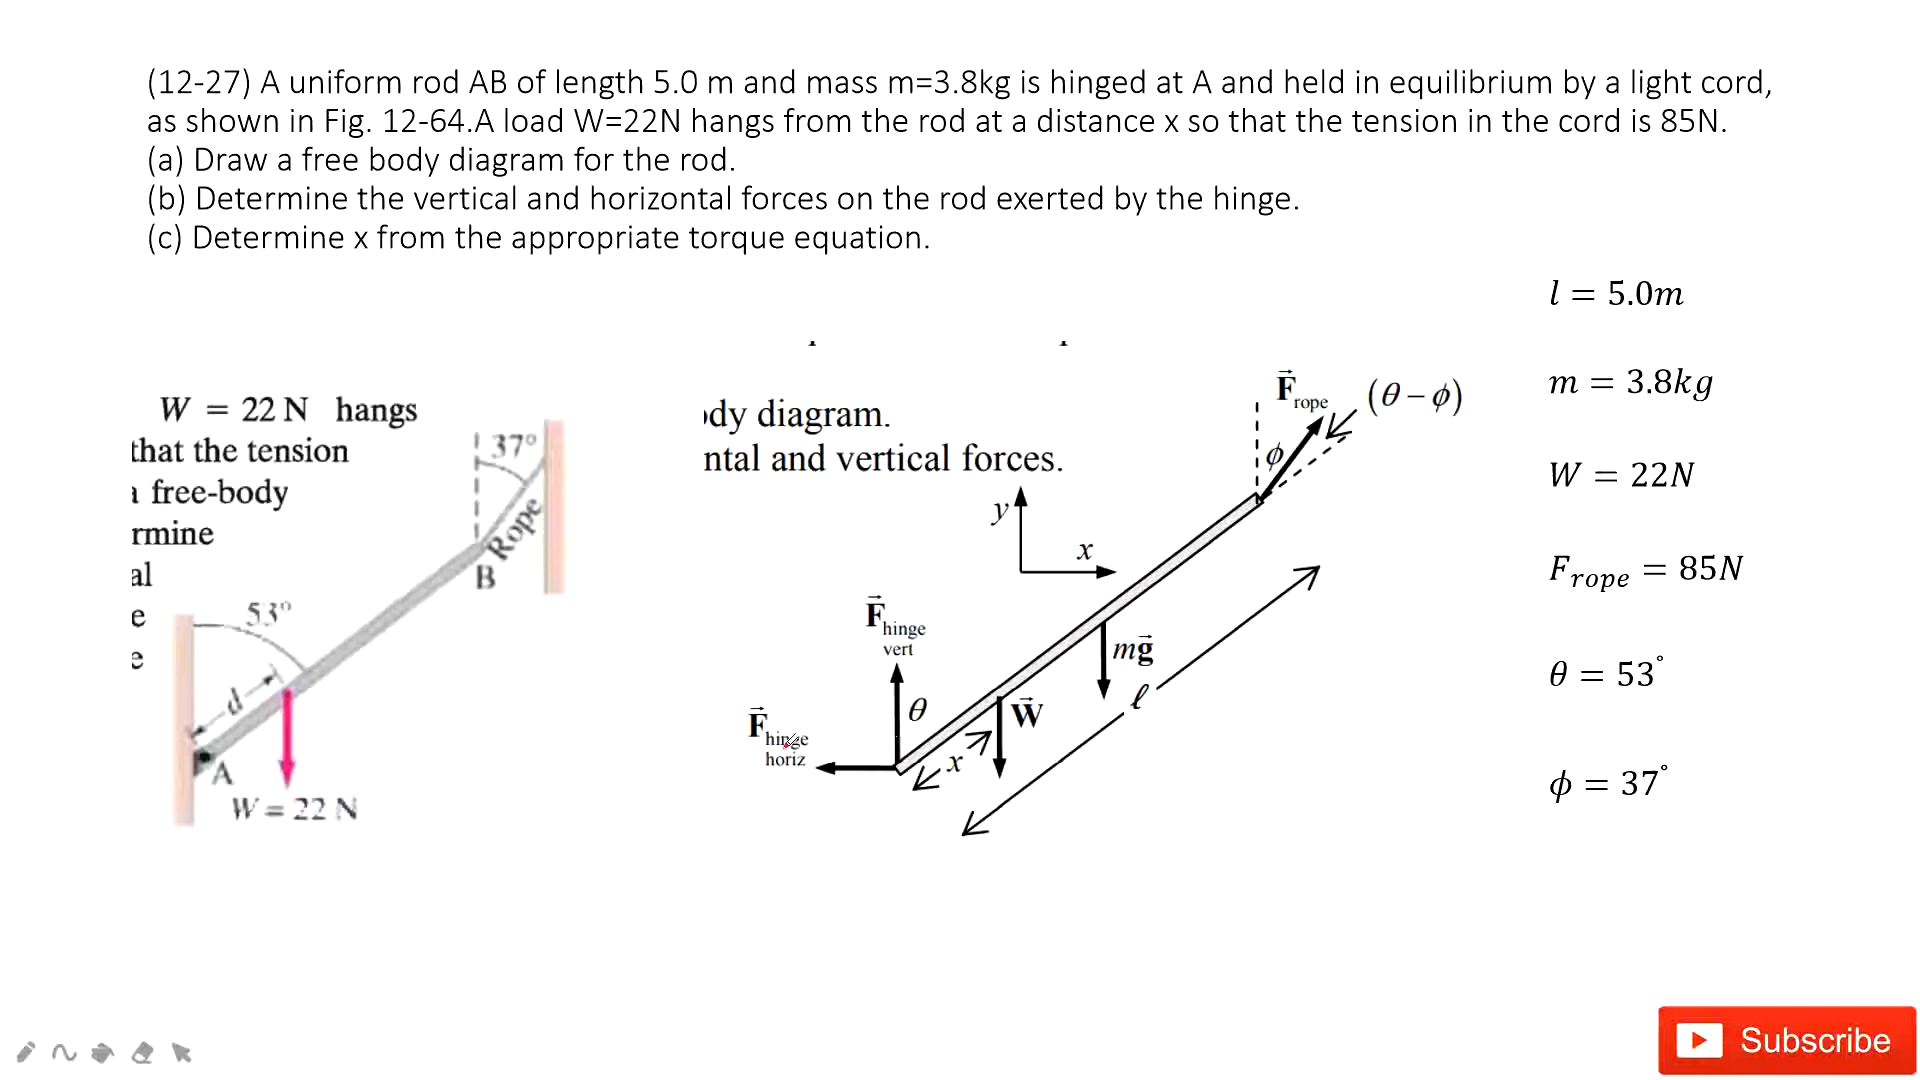 (12-27) A uniform rod AB of length 5.0 m and mass m=3.8kg is hinged at A and held in equilibrium by a light cord,
as shown in Fig. 12-64.A load W=22N hangs from the rod at a distance x so that the tension in the cord is 85N.
(a) Draw a free body diagram for the rod.
(b) Determine the vertical and horizontal forces on the rod exerted by the hinge.
(c) Determine x from the appropriate torque equation.
l = 5.0m
m = 3.8kg
W = 22N
F_rope = 85N
θ = 53°
ϕ = 37°
W = 22 N hangs
that the tension
free-body
rmine
al
e
e
37°
Rope
B
53°
d
A
W = 22 N
dy diagram.
ntal and vertical forces.
F rope
(θ − ϕ)
ϕ
y
x
F hinge
vert
θ
F hinge
horiz
W
x
mg
ℓ
Subscribe